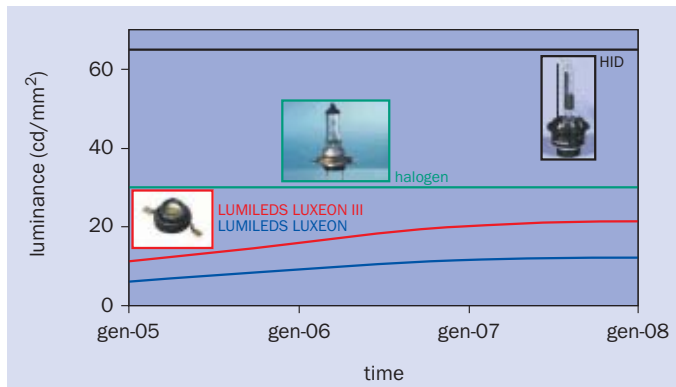 luminance (cd/mm2)
60
40
20
0
HID
halogen
LUMILEDS LUXEON III
LUMILEDS LUXEON
gen-05
gen-06
gen-07
gen-08
time